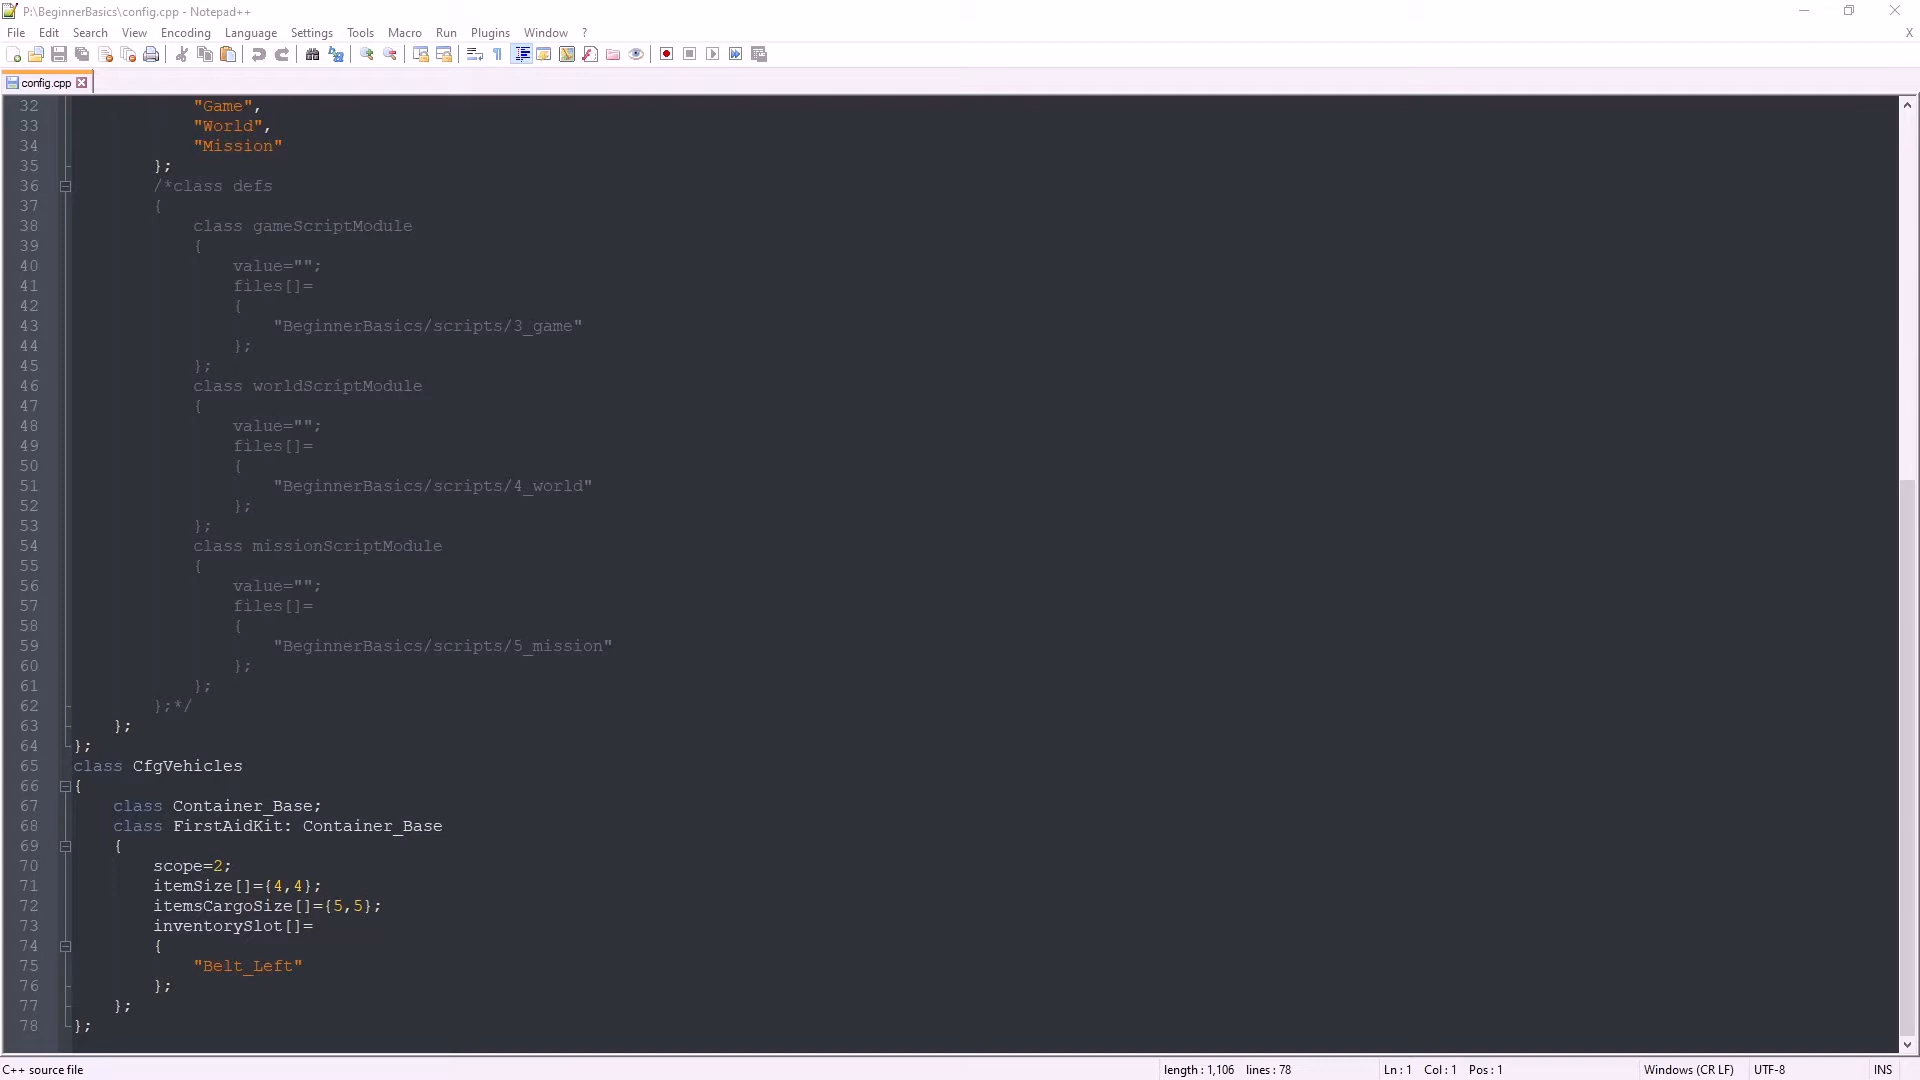 P:\BeginnerBasics\config.cpp - Notepad++
File Edit Search View Encoding Language Settings Tools Macro Run Plugins Window ? X
config.cpp
32 "Game",
33 "World",
34 "Mission"
35 };
36 /*class defs
37 {
38 class gameScriptModule
39 {
40 value="";
41 files[]=
42 {
43 "BeginnerBasics/scripts/3_game"
44 };
45 };
46 class worldScriptModule
47 {
48 value="";
49 files[]=
50 {
51 "BeginnerBasics/scripts/4_world"
52 };
53 };
54 class missionScriptModule
55 {
56 value="";
57 files[]=
58 {
59 "BeginnerBasics/scripts/5_mission"
60 };
61 };
62 };*/
63 };
64 };
65 class CfgVehicles
66 {
67 class Container_Base;
68 class FirstAidKit: Container_Base
69 {
70 scope=2;
71 itemSize[]={4,4};
72 itemsCargoSize[]={5,5};
73 inventorySlot[]=
74 {
75 "Belt_Left"
76 };
77 };
78 };
C++ source file length : 1,106 lines : 78 Ln : 1 Col : 1 Pos : 1 Windows (CR LF) UTF-8 INS